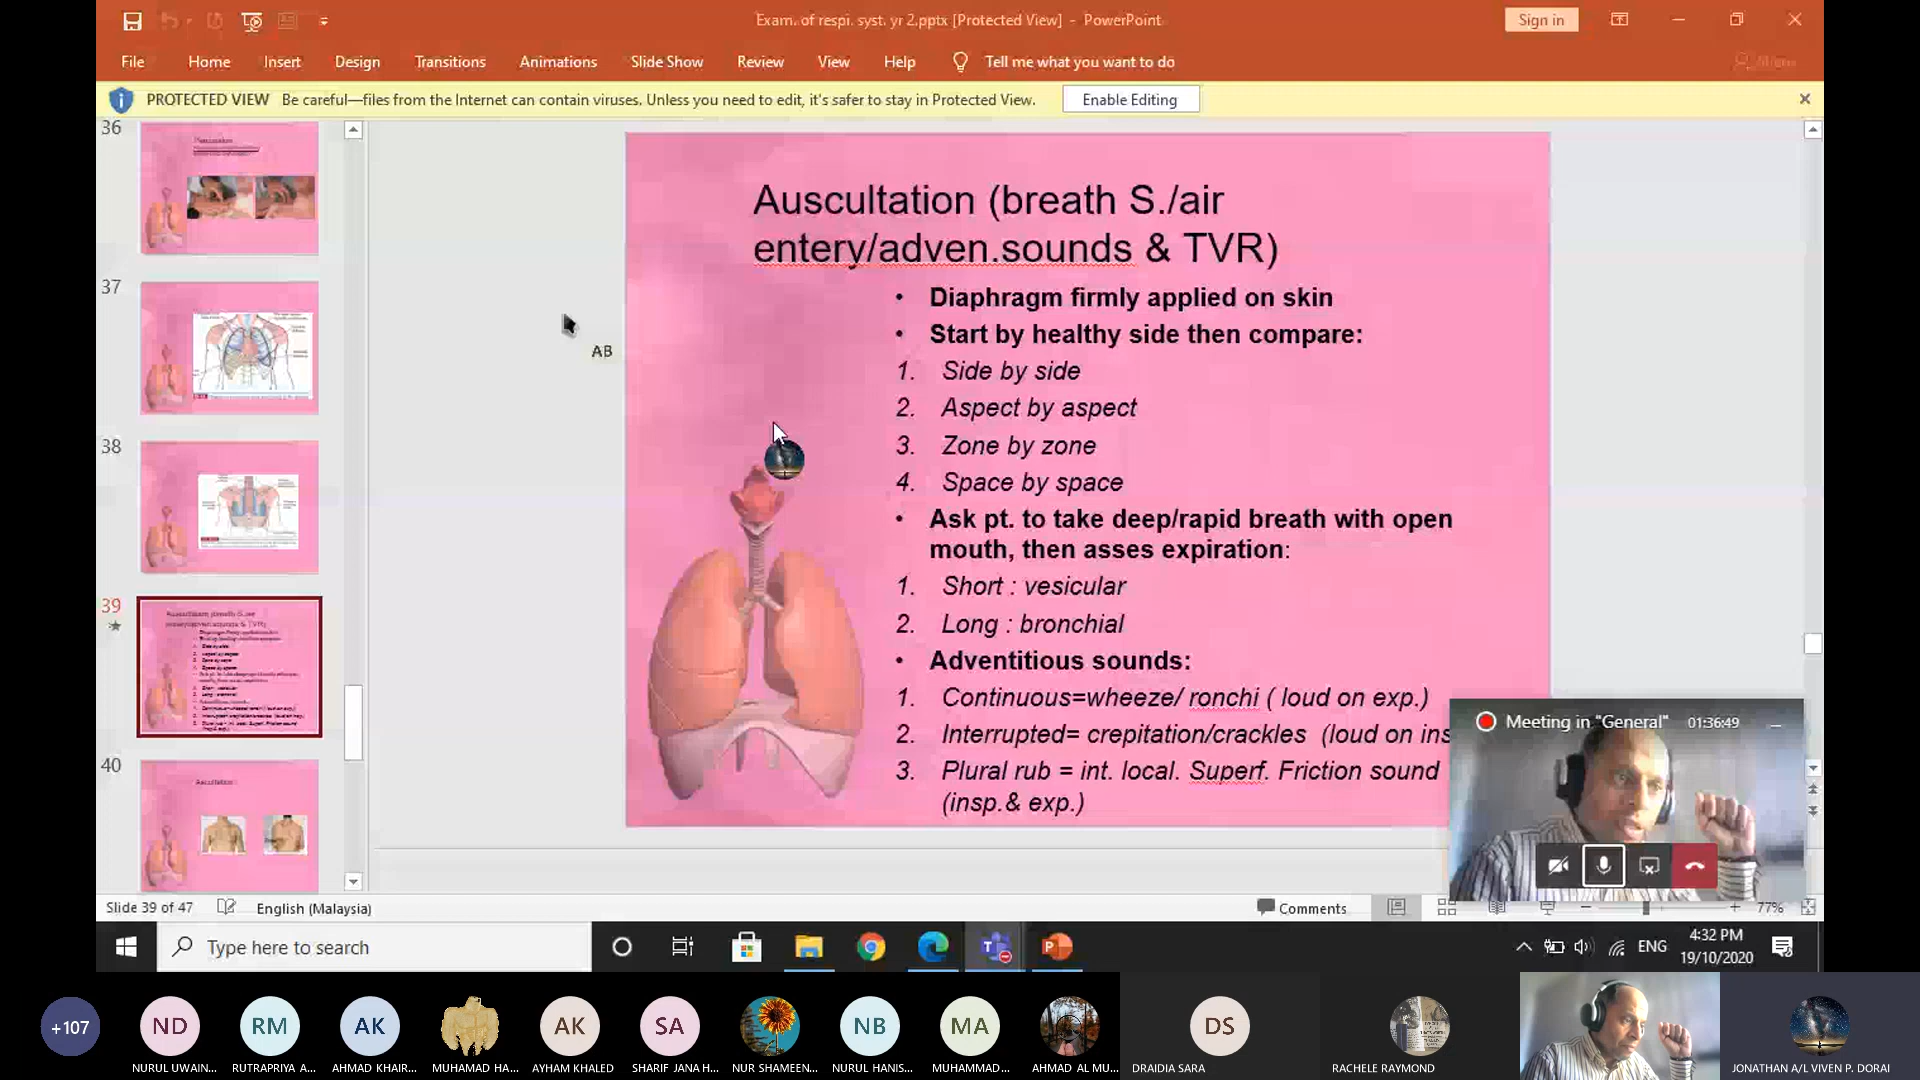 Exam. of respi. syst. yr 2.pptx [Protected View] - PowerPoint
Sign in
File Home Insert Design Transitions Animations Slide Show Review View Help Tell me what you want to do
PROTECTED VIEW Be careful—files from the Internet can contain viruses. Unless you need to edit, it's safer to stay in Protected View. Enable Editing
36
37
38
39
40
Auscultation (breath S./air
entery/adven.sounds & TVR)
• Diaphragm firmly applied on skin
• Start by healthy side then compare:
1. Side by side
2. Aspect by aspect
3. Zone by zone
4. Space by space
• Ask pt. to take deep/rapid breath with open
mouth, then asses expiration:
1. Short : vesicular
2. Long : bronchial
• Adventitious sounds:
1. Continuous=wheeze/ ronchi ( loud on exp.)
2. Interrupted= crepitation/crackles (loud on ins
3. Plural rub = int. local. Superf. Friction sound
(insp.& exp.)
AB
Auscultation
Meeting in "General" 01:36:49
Slide 39 of 47 English (Malaysia) Comments 77%
Type here to search
ENG
4:32 PM
19/10/2020
+107 ND RM AK AK SA NB MA DS
NURUL UWAIN... RUTRAPRIYA A... AHMAD KHAIR... MUHAMAD HA... AYHAM KHALED SHARIF JANA H... NUR SHAMEEN... NURUL HANIS... MUHAMMAD... AHMAD AL MU... DRAIDIA SARA RACHELE RAYMOND JONATHAN A/L VIVEN P. DORAI